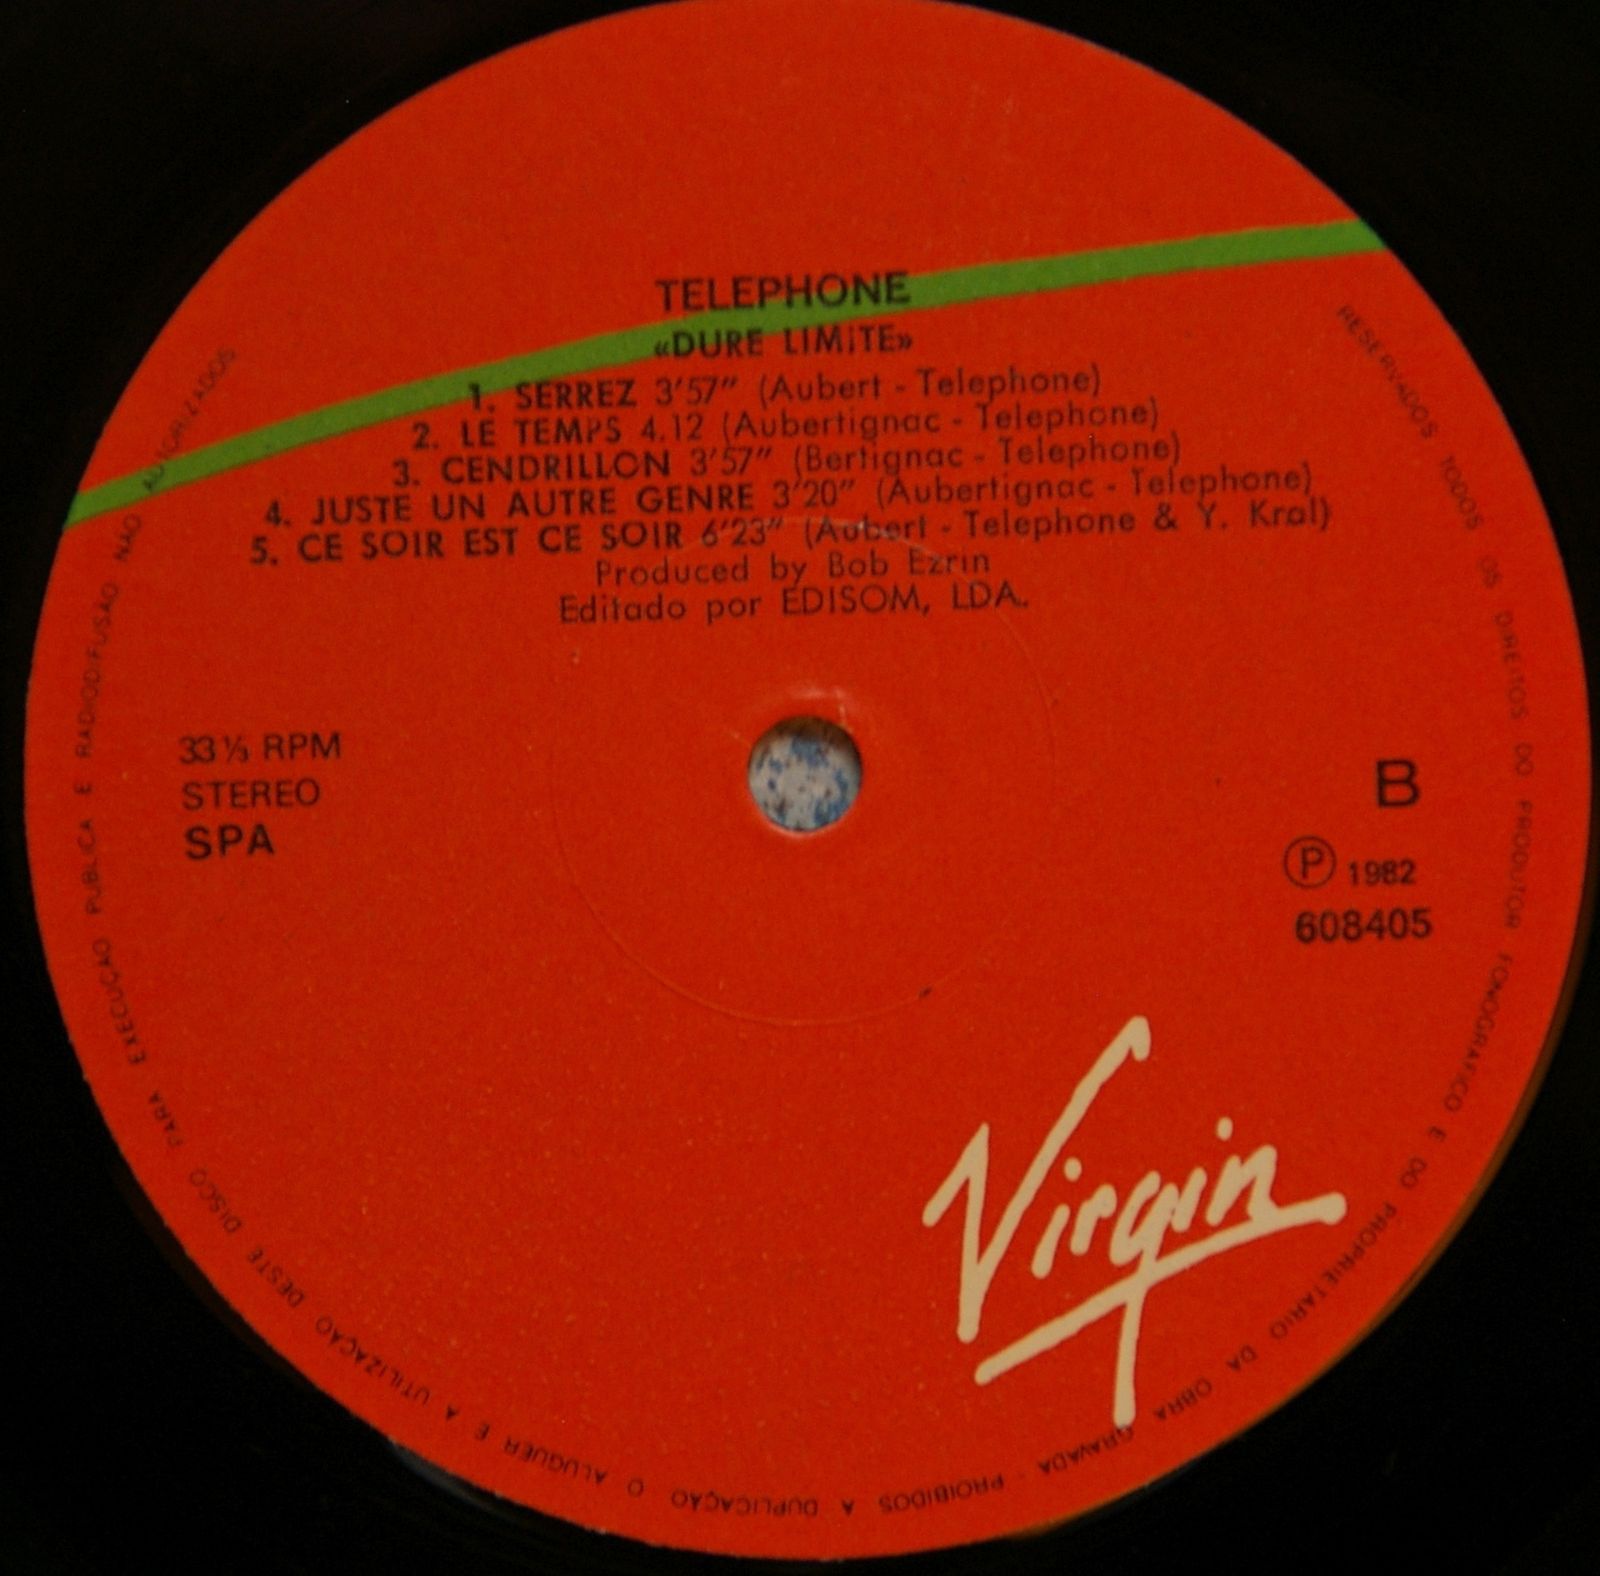 TELEPHONE
«DURE LIMITE»
1. SERREZ 3'57" (Aubert - Telephone)
2. LE TEMPS 4.12 (Aubertignac - Telephone)
3. CENDRILLON 3'57" (Bertignac - Telephone)
4. JUSTE UN AUTRE GENRE 3'20" (Aubertignac - Telephone)
5. CE SOIR EST CE SOIR 6'23" (Aubert - Telephone & Y. Kral)
Produced by Bob Ezrin
Editado por EDISOM, LDA.
33⅓ RPM
STEREO
SPA
B
Ⓟ 1982
608405
Virgin
RESERVADOS TODOS OS DIREITOS DO PRODUTOR FONOGRAFICO E DO PROPRIETARIO DA OBRA GRAVADA - PROIBIDOS A DUPLICAÇÃO O ALUGUER E A UTILIZAÇÃO DESTE DISCO PARA EXECUÇÃO PUBLICA E RADIODIFUSÃO NÃO AUTORIZADOS